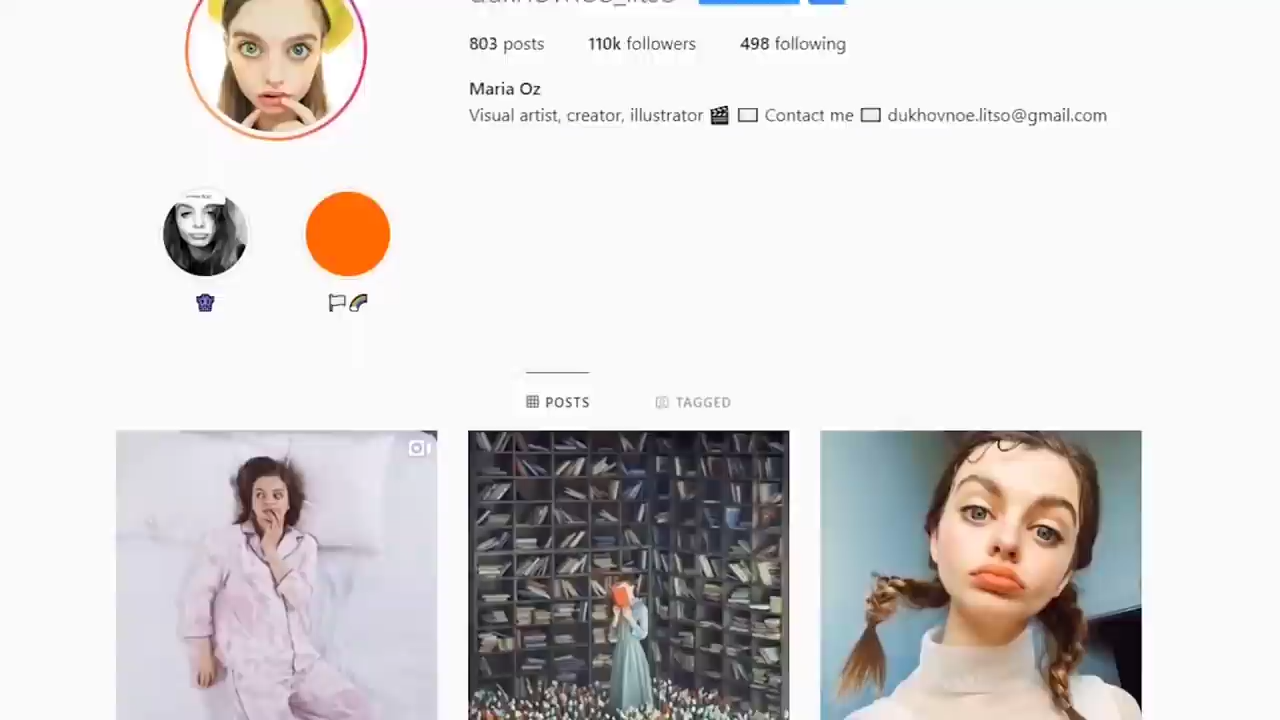 dukhovnoe_litso
803 posts 110k followers 498 following
Maria Oz
Visual artist, creator, illustrator 🎬 Contact me dukhovnoe.litso@gmail.com
POSTS TAGGED